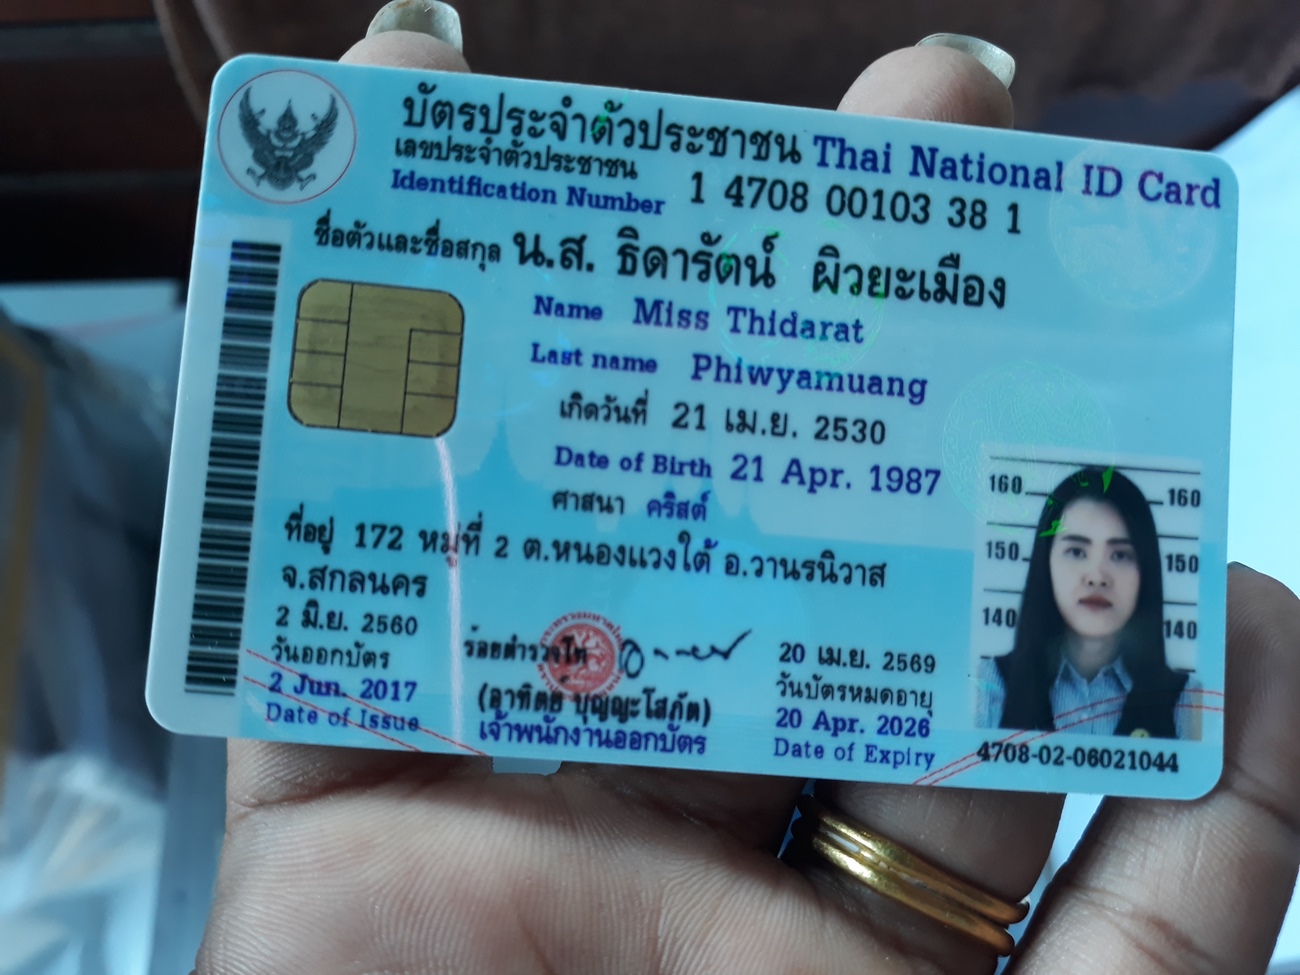 บัตรประจำตัวประชาชน Thai National ID Card
เลขประจำตัวประชาชน
Identification Number 1 4708 00103 38 1
ชื่อตัวและชื่อสกุล น.ส. ธิดารัตน์ ผิวยะเมือง
Name Miss Thidarat
Last name Phiwyamuang
เกิดวันที่ 21 เม.ย. 2530
Date of Birth 21 Apr. 1987
ศาสนา คริสต์
ที่อยู่ 172 หมู่ที่ 2 ต.หนองแวงใต้ อ.วานรนิวาส
จ.สกลนคร
2 มิ.ย. 2560
วันออกบัตร
2 Jun. 2017
Date of Issue
ร้อยตำรวจโท
(อาทิตย์ บุญญะโสภัต)
เจ้าพนักงานออกบัตร
20 เม.ย. 2569
วันบัตรหมดอายุ
20 Apr. 2026
Date of Expiry
160 160
150 150
140 140
4708-02-06021044